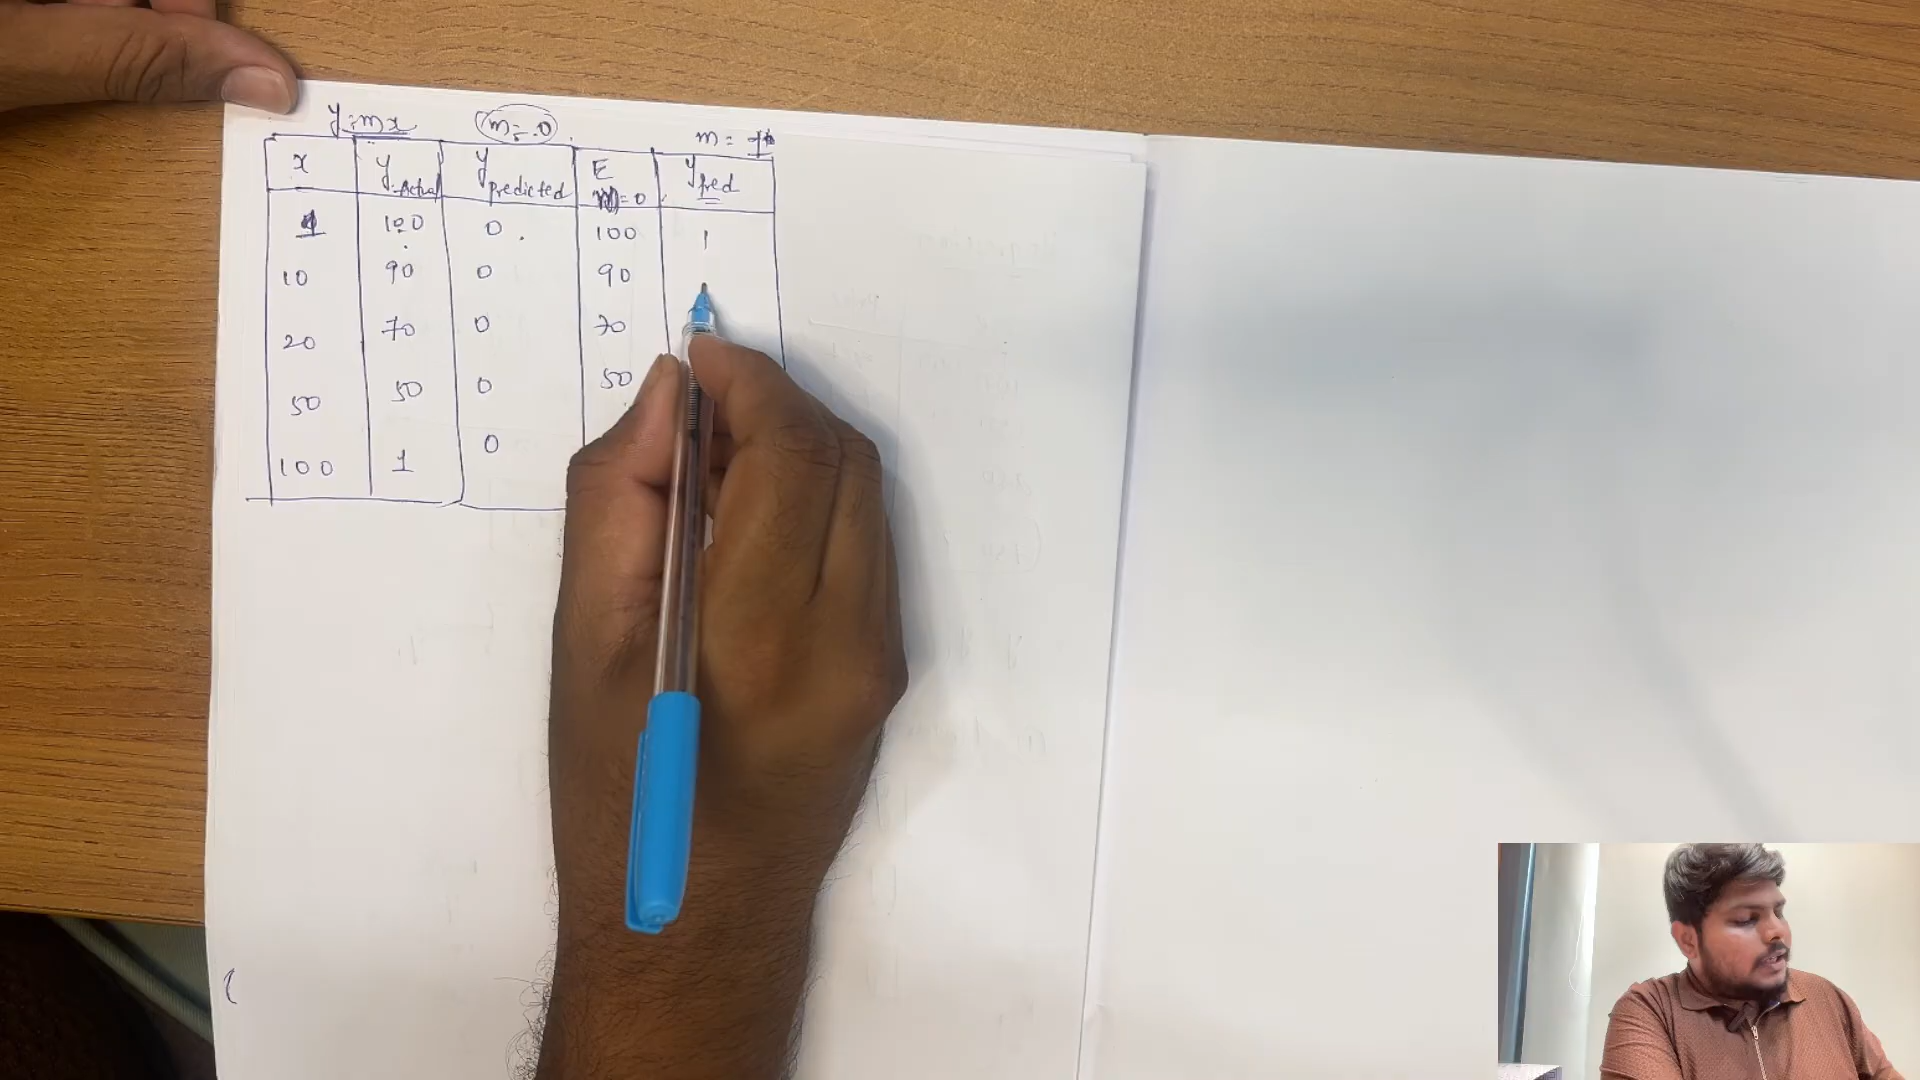 y = mx m = 0 m =
x y Actual y predicted E m = 0 y pred
1 100 0 100 1
10 90 0 90
20 70 0 70
50 50 0 50
100 1 0